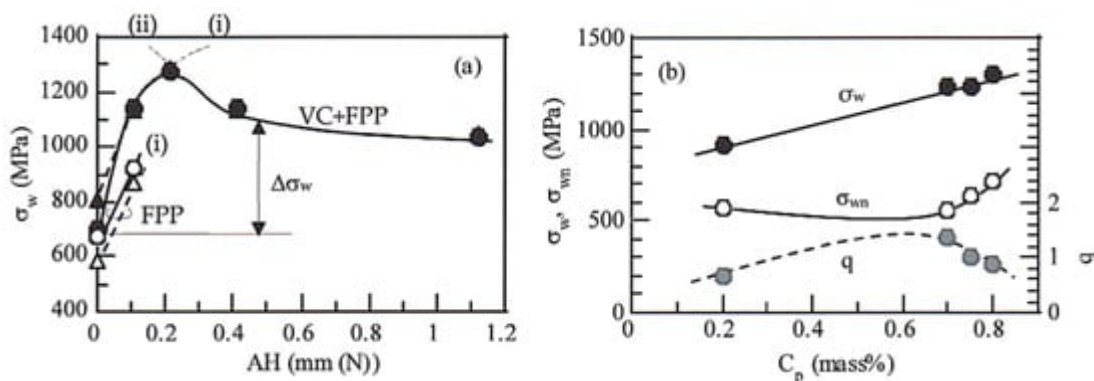 (ii)
(i)
(a)
1400
1200
1000
800
600
400
σw (MPa)
VC+FPP
(i)
Δσw
FPP
0
0.2
0.4
0.6
0.8
1
1.2
AH (mm (N))
(b)
1500
1000
500
0
σw, σwn (MPa)
σw
σwn
q
2
1
0
q
0
0.2
0.4
0.6
0.8
Cp (mass%)